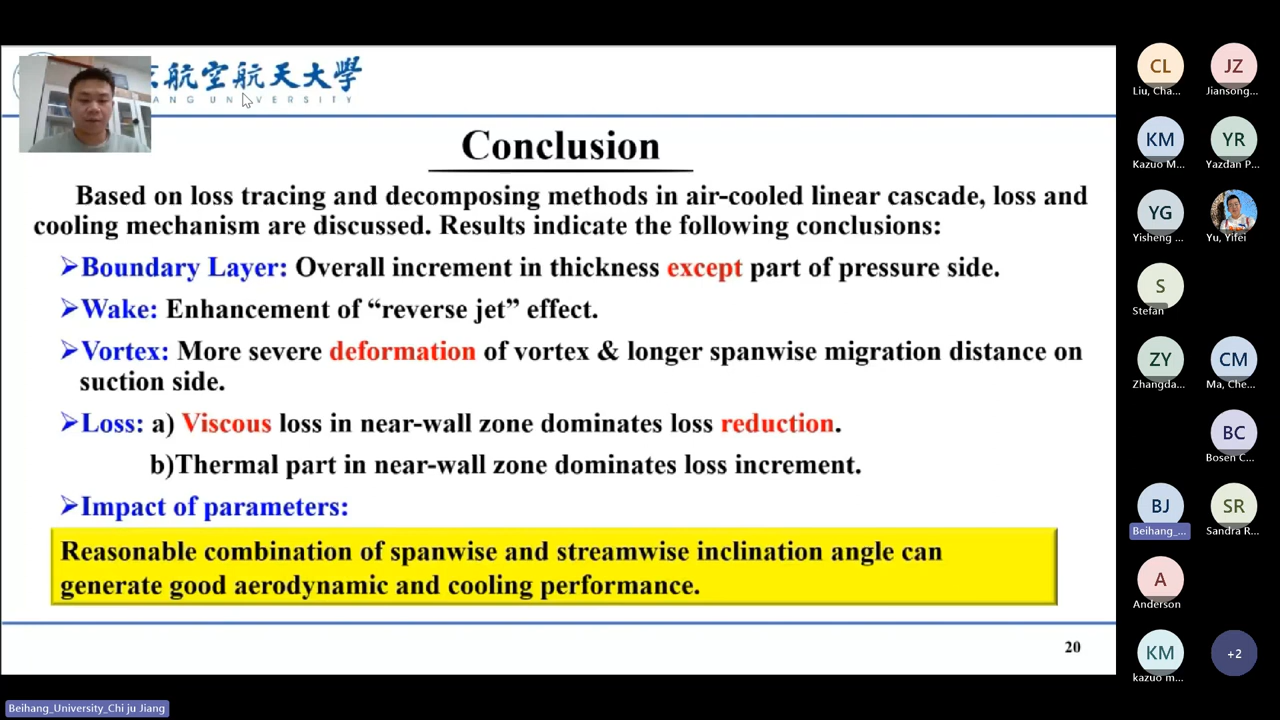 航空航天大學
ANG UNIVERSITY
Conclusion
Based on loss tracing and decomposing methods in air-cooled linear cascade, loss and
cooling mechanism are discussed. Results indicate the following conclusions:
➢Boundary Layer: Overall increment in thickness except part of pressure side.
➢Wake: Enhancement of “reverse jet” effect.
➢Vortex: More severe deformation of vortex & longer spanwise migration distance on
suction side.
➢Loss: a) Viscous loss in near-wall zone dominates loss reduction.
b)Thermal part in near-wall zone dominates loss increment.
➢Impact of parameters:
Reasonable combination of spanwise and streamwise inclination angle can
generate good aerodynamic and cooling performance.
20
Beihang_University_Chi ju Jiang
CL
Liu, Cha...
JZ
Jiansong...
KM
Kazuo M...
YR
Yazdan P...
YG
Yisheng ...
Yu, Yifei
S
Stefan
ZY
Zhangda...
CM
Ma, Che...
BC
Bosen C...
BJ
Beihang_...
SR
Sandra R...
A
Anderson
KM
kazuo m...
+2